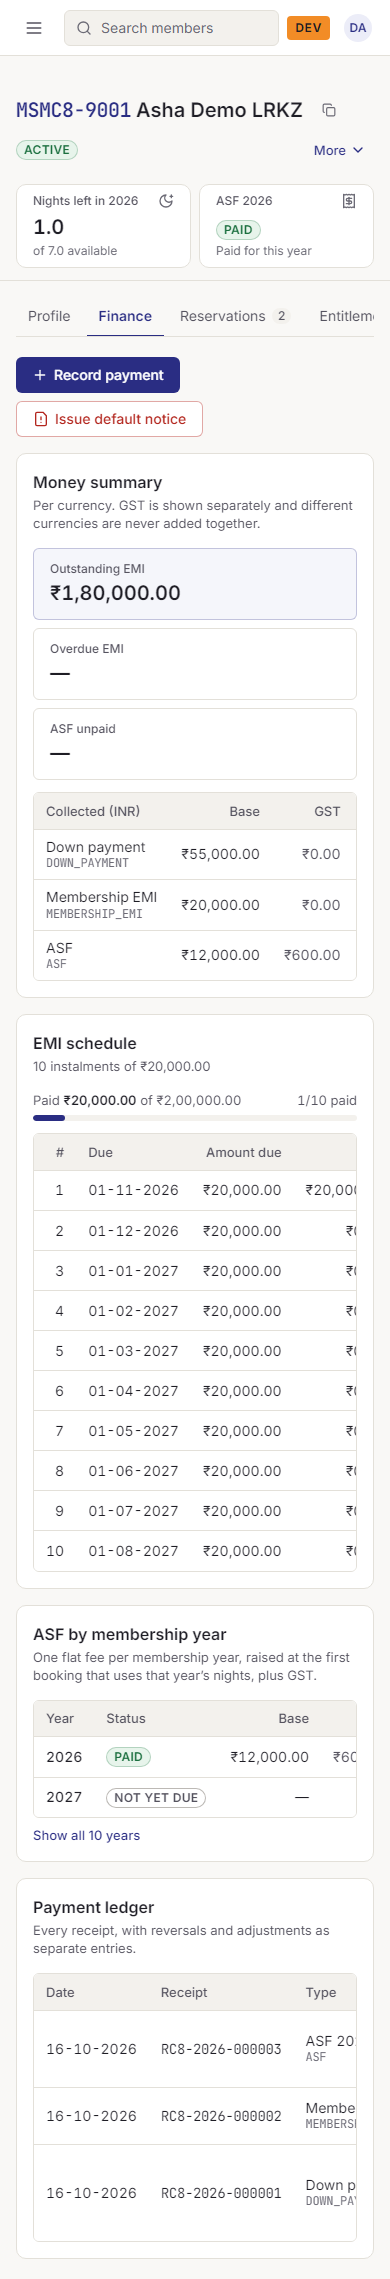 Search members
DEV
DA
MSMC8-9001 Asha Demo LRKZ
ACTIVE
More
Nights left in 2026
1.0
of 7.0 available
ASF 2026
PAID
Paid for this year
Profile Finance Reservations 2 Entitlem
+ Record payment
Issue default notice
Money summary
Per currency. GST is shown separately and different
currencies are never added together.
Outstanding EMI
₹1,80,000.00
Overdue EMI
—
ASF unpaid
—
Collected (INR) Base GST
Down payment ₹55,000.00 ₹0.00
DOWN_PAYMENT
Membership EMI ₹20,000.00 ₹0.00
MEMBERSHIP_EMI
ASF ₹12,000.00 ₹600.00
ASF
EMI schedule
10 instalments of ₹20,000.00
Paid ₹20,000.00 of ₹2,00,000.00 1/10 paid
# Due Amount due
1 01-11-2026 ₹20,000.00 ₹20,00
2 01-12-2026 ₹20,000.00 ₹
3 01-01-2027 ₹20,000.00 ₹
4 01-02-2027 ₹20,000.00 ₹
5 01-03-2027 ₹20,000.00 ₹
6 01-04-2027 ₹20,000.00 ₹
7 01-05-2027 ₹20,000.00 ₹
8 01-06-2027 ₹20,000.00 ₹
9 01-07-2027 ₹20,000.00 ₹
10 01-08-2027 ₹20,000.00 ₹
ASF by membership year
One flat fee per membership year, raised at the first
booking that uses that year's nights, plus GST.
Year Status Base
2026 PAID ₹12,000.00 ₹60
2027 NOT YET DUE —
Show all 10 years
Payment ledger
Every receipt, with reversals and adjustments as
separate entries.
Date Receipt Type
16-10-2026 RC8-2026-000003 ASF 20
ASF
16-10-2026 RC8-2026-000002 Membe
MEMBERS
16-10-2026 RC8-2026-000001 Down p
DOWN_PA